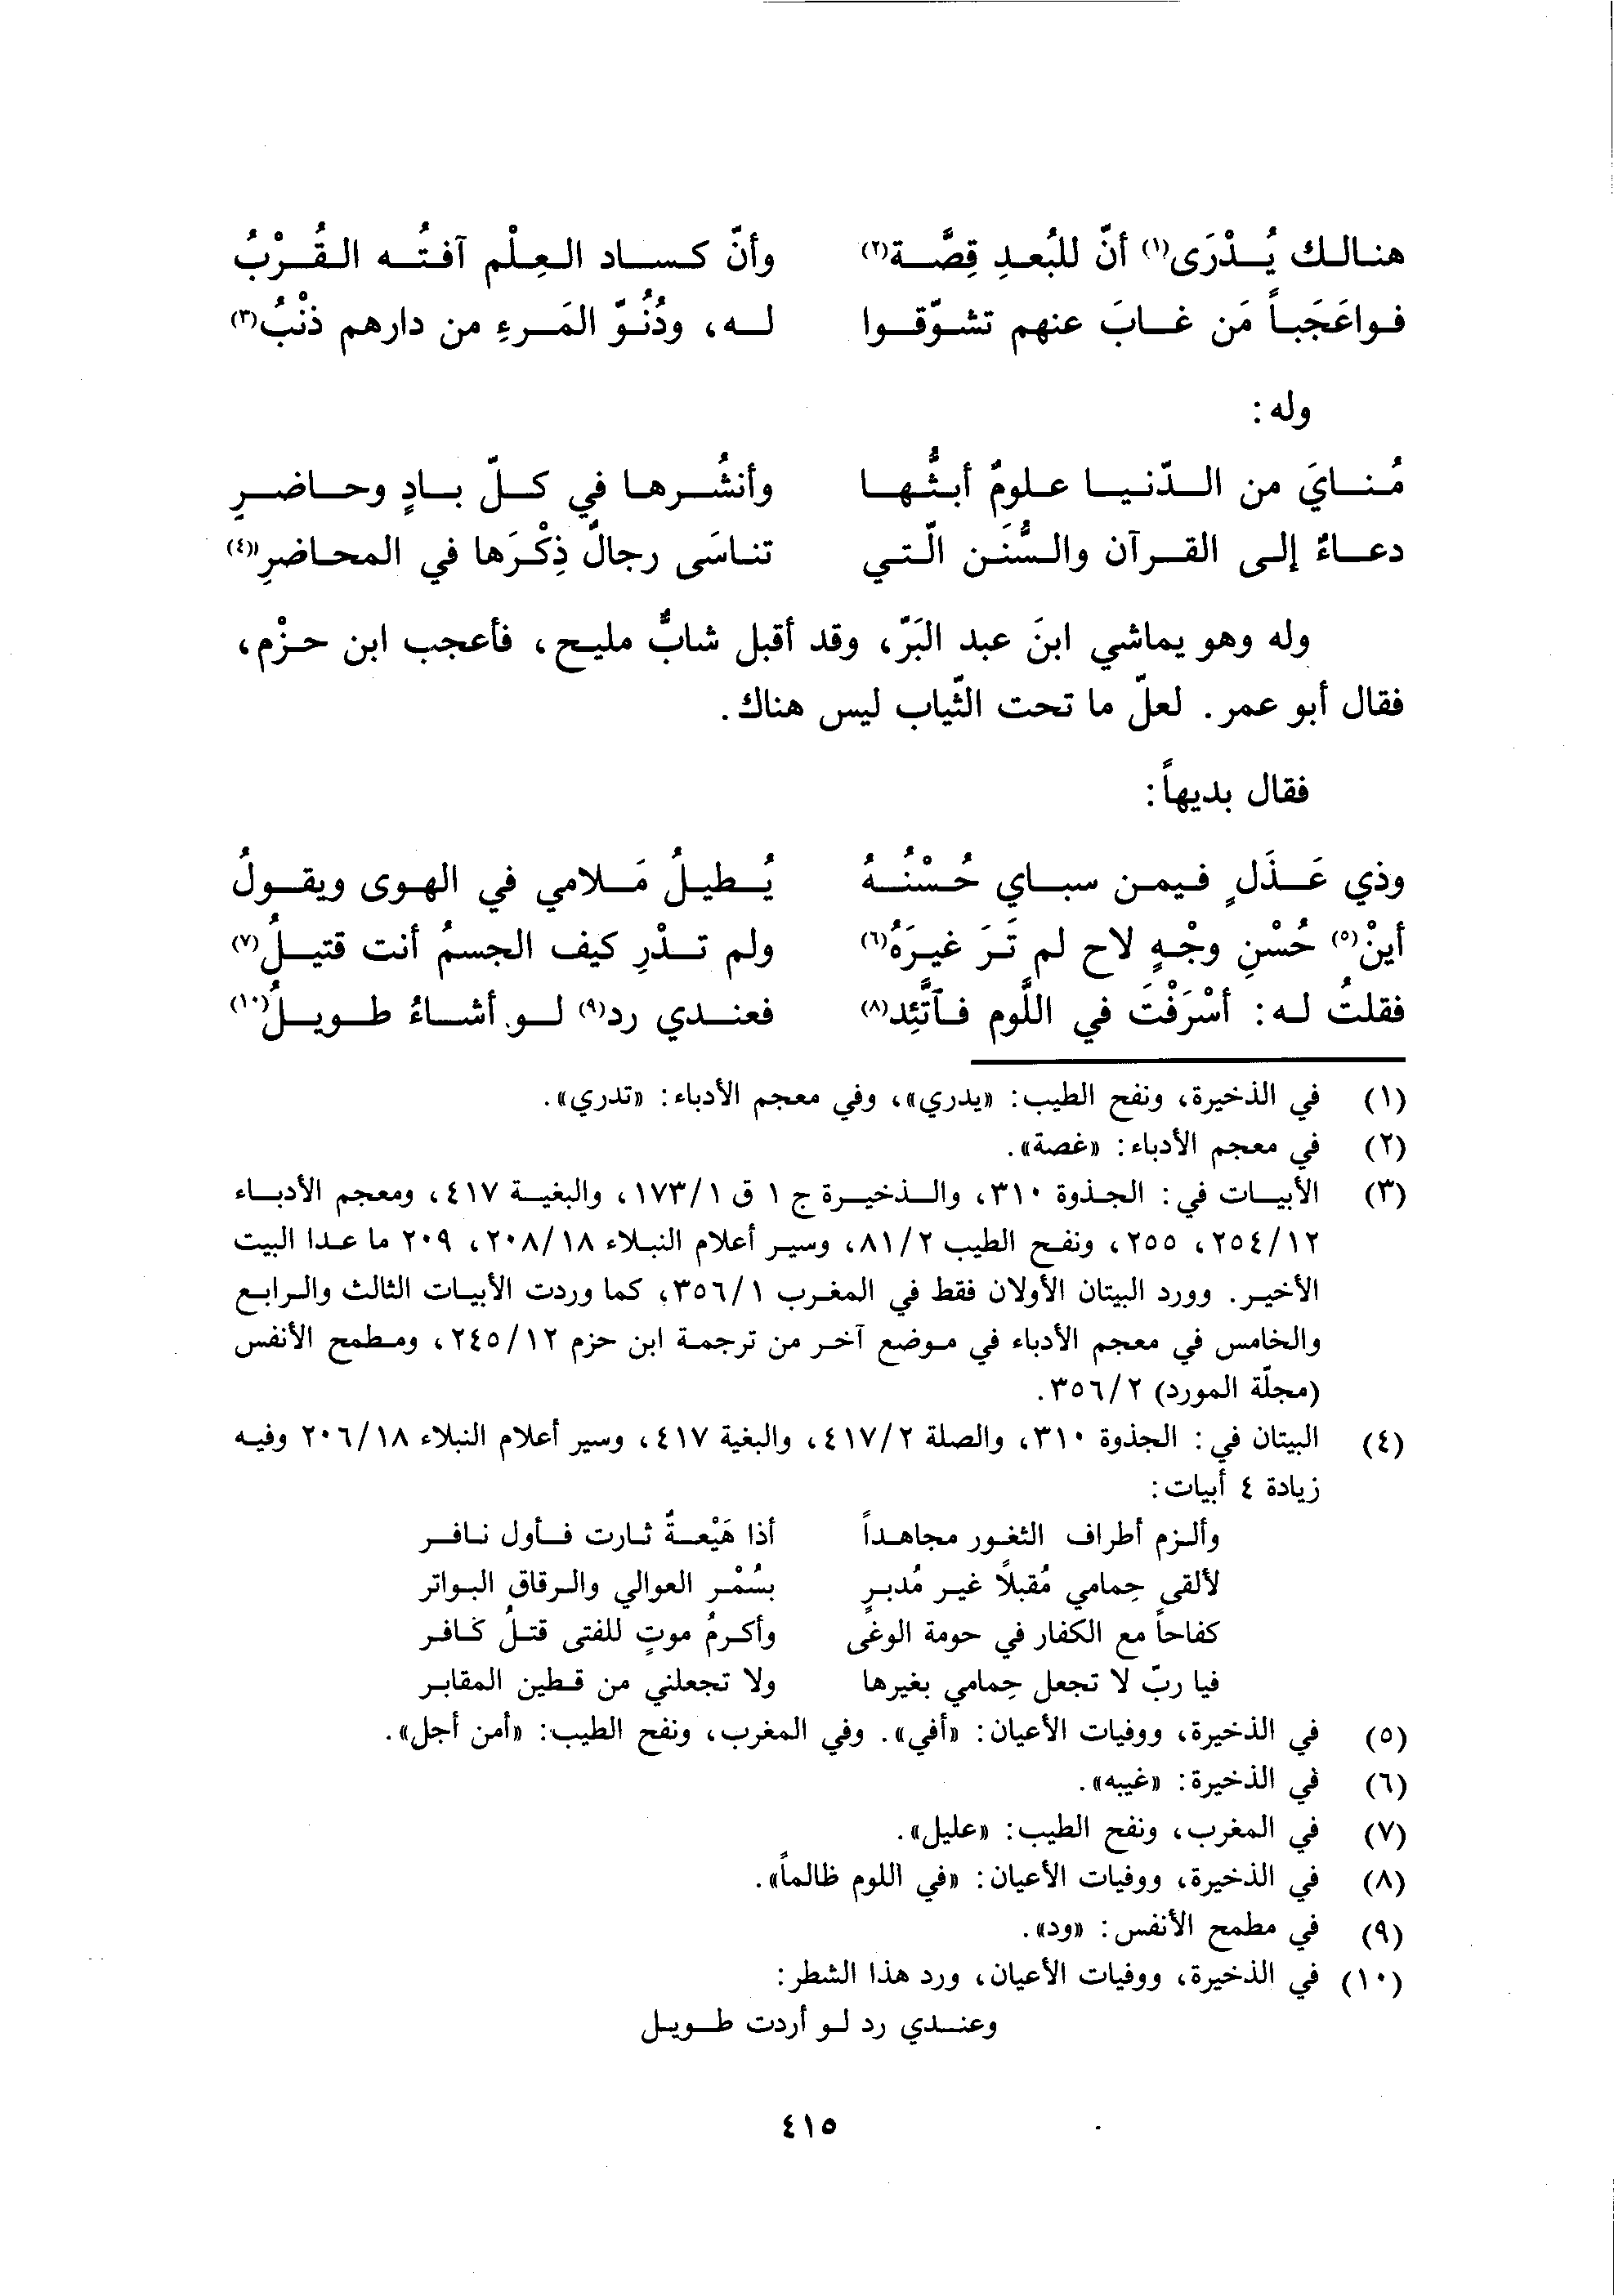 هنالك يُدْرَى(١) أنّ للبُعدِ قِصَّة(٢) وأنّ كساد العِلْم آفتُه القُرْبُ
فواعَجَباً مَن غابَ عنهم تشوّقوا له، ودُنُوّ المَرءِ من دارهم ذنْبُ(٣)
وله:
مُنايَ من الدّنيا علومٌ أبثُّها وأنشُرها في كلّ بادٍ وحاضرِ
دعاءٌ إلى القرآن والسُّنَن الّتي تناسَى رجالٌ ذِكْرَها في المحاضرِ(٤)
وله وهو يماشي ابنَ عبد البَرّ، وقد أقبل شابٌّ مليح، فأعجب ابن حزْم،
فقال أبو عمر. لعلّ ما تحت الثّياب ليس هناك.
فقال بديهاً:
وذي عَذَلٍ فيمن سباي حُسْنُهُ يُطيلُ مَلامي في الهوى ويقولُ
أينْ(٥) حُسْنِ وجْهٍ لاح لم تَرَ غيرَهُ(٦) ولم تدْرِ كيف الجسمُ أنت قتيلُ(٧)
فقلتُ له: أسْرَفْتَ في اللَّوم فاَتَّئِد(٨) فعندي رد(٩) لو أشاءُ طويلُ(١٠)
(١) في الذخيرة، ونفح الطيب: «يدري»، وفي معجم الأدباء: «تدري».
(٢) في معجم الأدباء: «غصة».
(٣) الأبيات في: الجذوة ٣١٠، والذخيرة ج ١ ق ١/١٧٣، والبغية ٤١٧، ومعجم الأدباء
١٢/٢٥٤، ٢٥٥، ونفح الطيب ٢/٨١، وسير أعلام النبلاء ١٨/٢٠٨، ٢٠٩ ما عدا البيت
الأخير. وورد البيتان الأولان فقط في المغرب ١/٣٥٦، كما وردت الأبيات الثالث والرابع
والخامس في معجم الأدباء في موضع آخر من ترجمة ابن حزم ١٢/٢٤٥، ومطمح الأنفس
(مجلّة المورد) ٢/٣٥٦.
(٤) البيتان في: الجذوة ٣١٠، والصلة ٢/٤١٧، والبغية ٤١٧، وسير أعلام النبلاء ١٨/٢٠٦ وفيه
زيادة ٤ أبيات:
وألزم أطراف الثغور مجاهداً أذا هَيْعةٌ ثارت فأول نافر
لألقى حِمامي مُقبلاً غير مُدبرٍ بسُمْر العوالي والرقاق البواتر
كفاحاً مع الكفار في حومة الوغى وأكرمُ موتٍ للفتى قتلُ كافر
فيا ربّ لا تجعل حِمامي بغيرها ولا تجعلني من قطين المقابر
(٥) في الذخيرة، ووفيات الأعيان: «أفي». وفي المغرب، ونفح الطيب: «أمن أجل».
(٦) في الذخيرة: «غيبه».
(٧) في المغرب، ونفح الطيب: «عليل».
(٨) في الذخيرة، ووفيات الأعيان: «في اللوم ظالماً».
(٩) في مطمح الأنفس: «ود».
(١٠) في الذخيرة، ووفيات الأعيان، ورد هذا الشطر:
وعندي رد لو أردت طويل
٤١٥